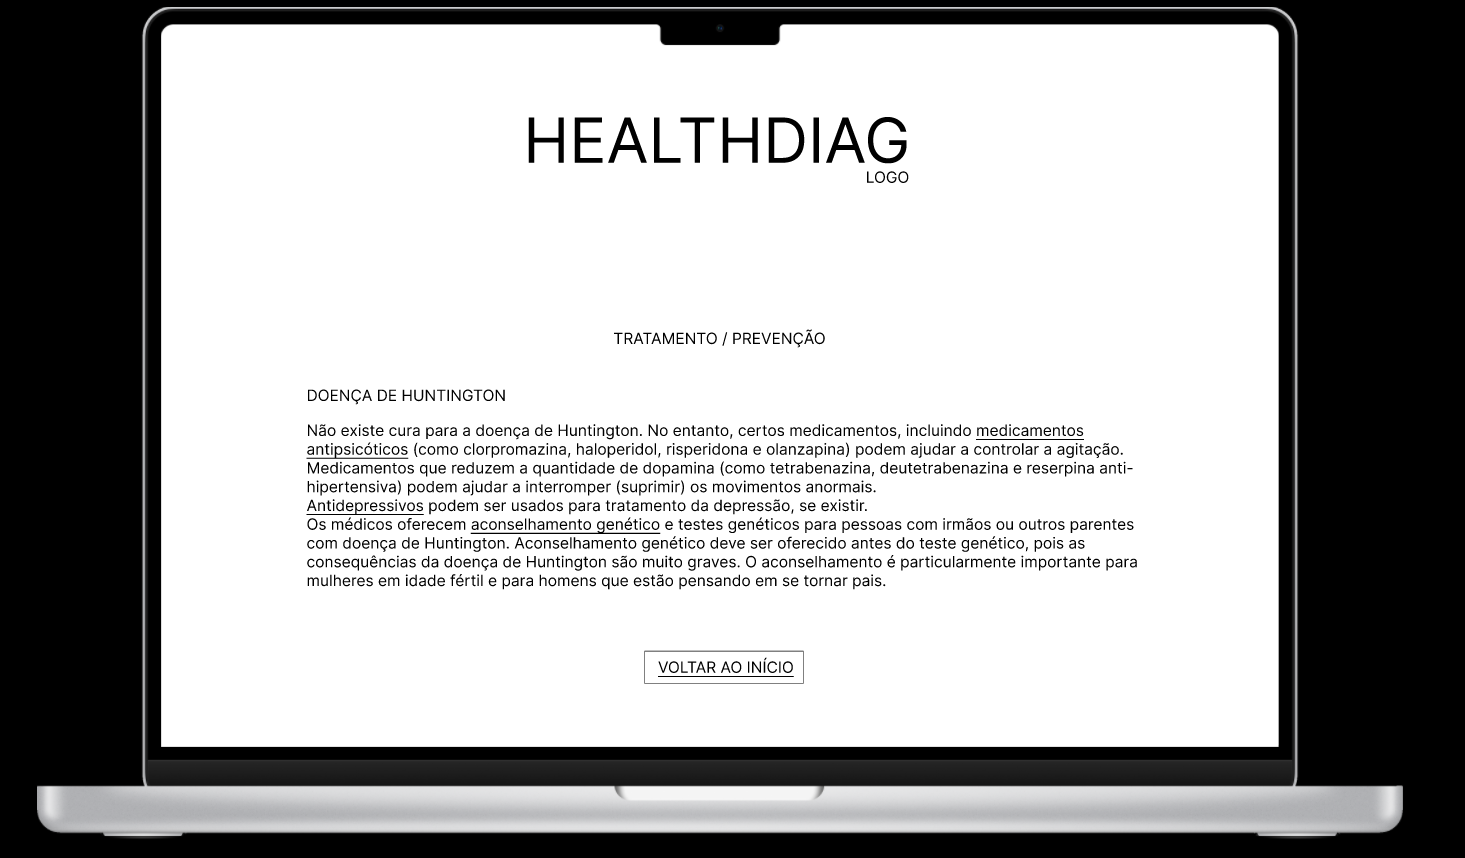 HEALTHDIAG
LOGO
TRATAMENTO / PREVENÇÃO
DOENÇA DE HUNTINGTON
Não existe cura para a doença de Huntington. No entanto, certos medicamentos, incluindo medicamentos
antipsicóticos (como clorpromazina, haloperidol, risperidona e olanzapina) podem ajudar a controlar a agitação.
Medicamentos que reduzem a quantidade de dopamina (como tetrabenazina, deutetrabenazina e reserpina anti-
hipertensiva) podem ajudar a interromper (suprimir) os movimentos anormais.
Antidepressivos podem ser usados para tratamento da depressão, se existir.
Os médicos oferecem aconselhamento genético e testes genéticos para pessoas com irmãos ou outros parentes
com doença de Huntington. Aconselhamento genético deve ser oferecido antes do teste genético, pois as
consequências da doença de Huntington são muito graves. O aconselhamento é particularmente importante para
mulheres em idade fértil e para homens que estão pensando em se tornar pais.
VOLTAR AO INÍCIO